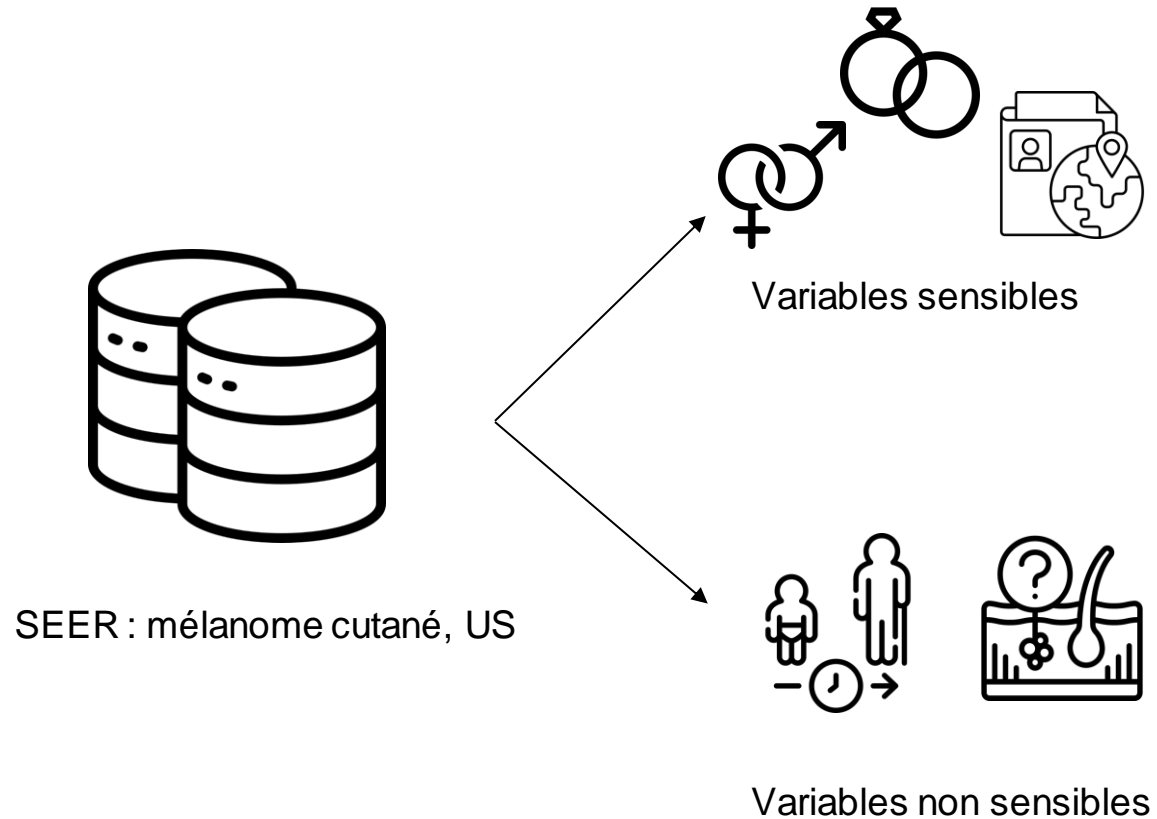 Variables sensibles
SEER : mélanome cutané, US
?
Variables non sensibles